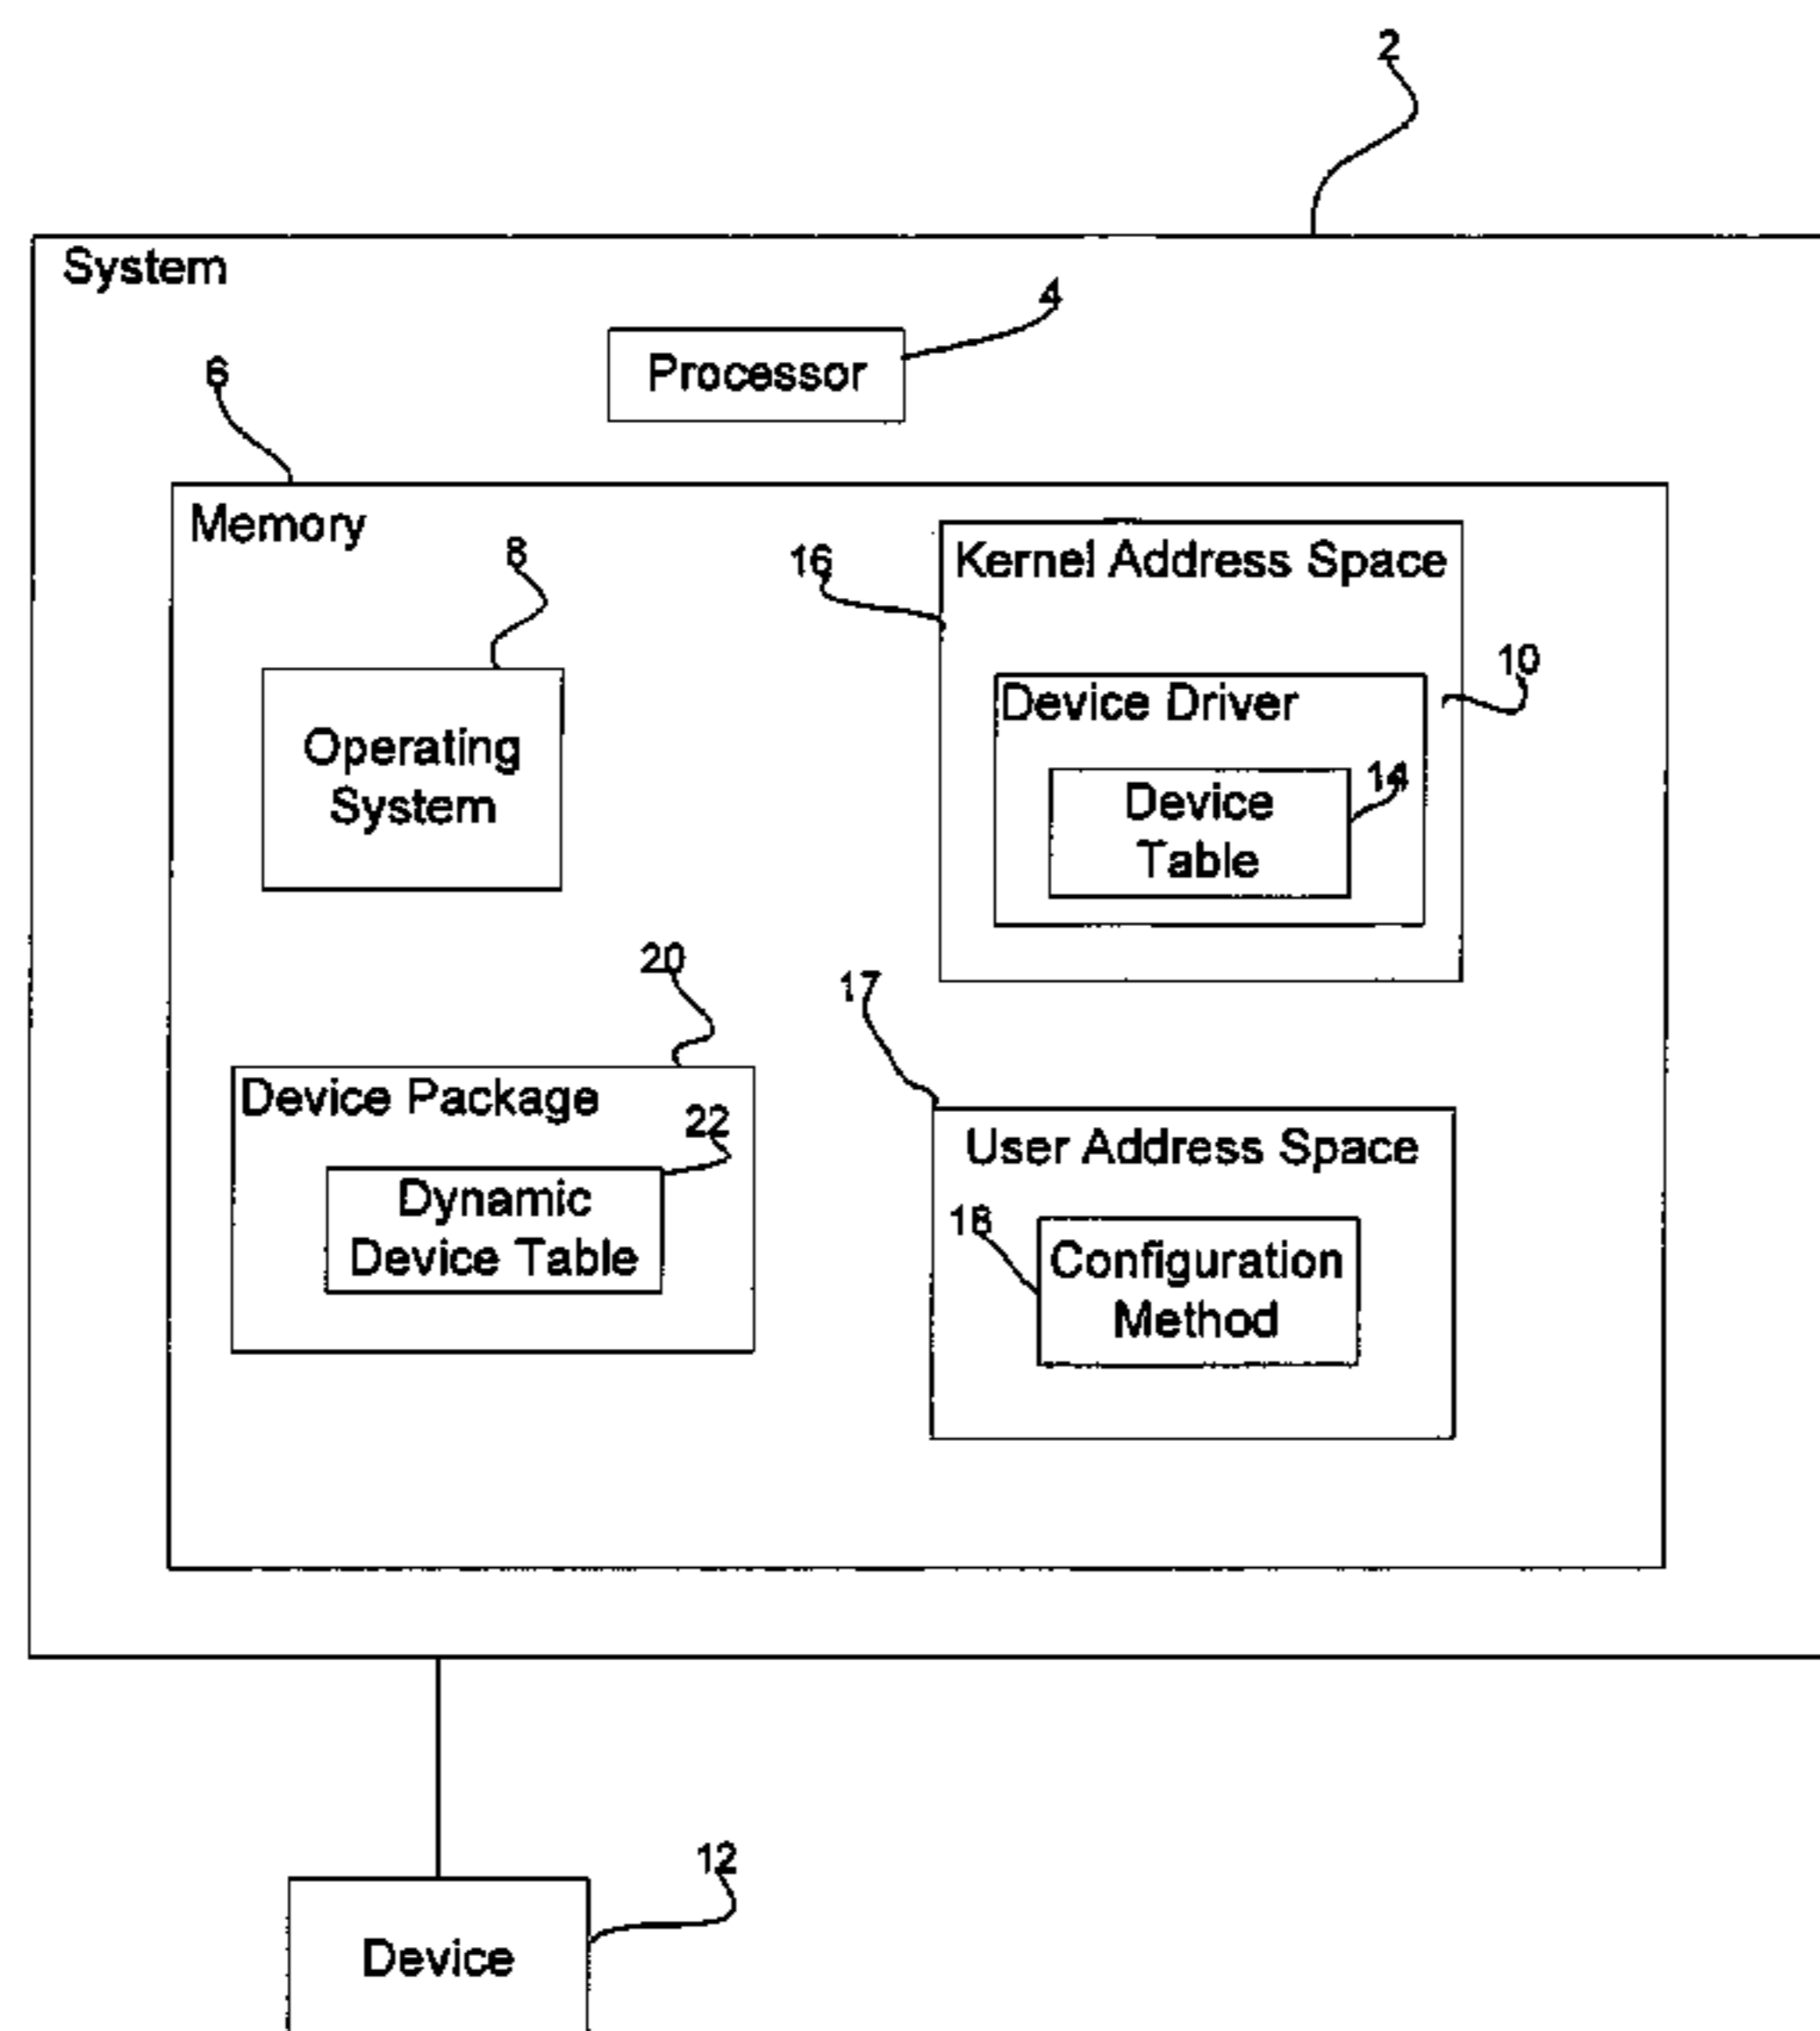 2
System
4
Processor
6
Memory
8
16
Kernel Address Space
10
Operating
System
Device Driver
14
Device
Table
20
17
Device Package
22
Dynamic
Device Table
User Address Space
18
Configuration
Method
12
Device